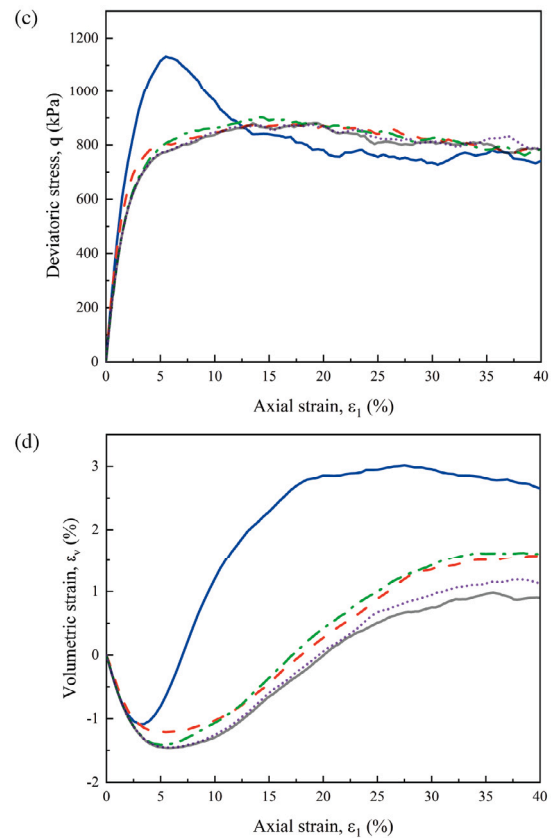 (c)
Deviatoric stress, q (kPa)
1200
1000
800
600
400
200
0
0 5 10 15 20 25 30 35 40
Axial strain, ε₁ (%)
(d)
Volumetric strain, εᵥ (%)
3
2
1
0
-1
-2
0 5 10 15 20 25 30 35 40
Axial strain, ε₁ (%)